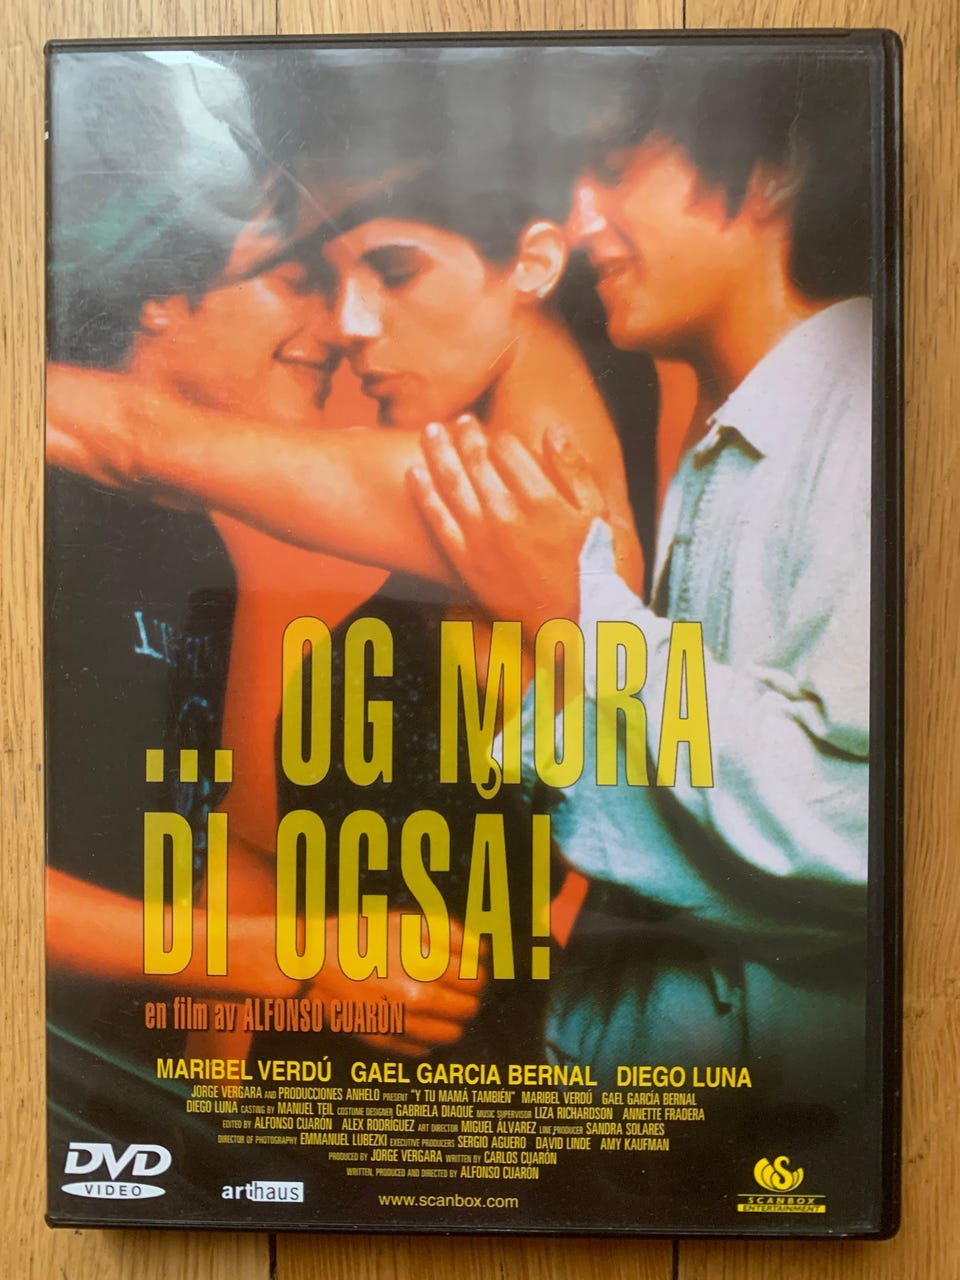 ... OG MORA
DI OGSÅ!
en film av ALFONSO CUARÓN
MARIBEL VERDÚ GAEL GARCIA BERNAL DIEGO LUNA
JORGE VERGARA AND PRODUCCIONES ANHELO PRESENT "Y TU MAMÁ TAMBIÉN" MARIBEL VERDÚ GAEL GARCÍA BERNAL
DIEGO LUNA CASTING BY MANUEL TEIL COSTUME DESIGNER GABRIELA DIAQUE MUSIC SUPERVISOR LIZA RICHARDSON ANNETTE FRADERA
EDITED BY ALFONSO CUARÓN ALEX RODRÍGUEZ ART DIRECTOR MIGUEL ÁLVAREZ LINE PRODUCER SANDRA SOLARES
DIRECTOR OF PHOTOGRAPHY EMMANUEL LUBEZKI EXECUTIVE PRODUCERS SERGIO AGUERO DAVID LINDE AMY KAUFMAN
PRODUCED BY JORGE VERGARA WRITTEN BY CARLOS CUARÓN
WRITTEN, PRODUCED AND DIRECTED BY ALFONSO CUARÓN
DVD
VIDEO
arthaus
www.scanbox.com
SCANBOX
ENTERTAINMENT